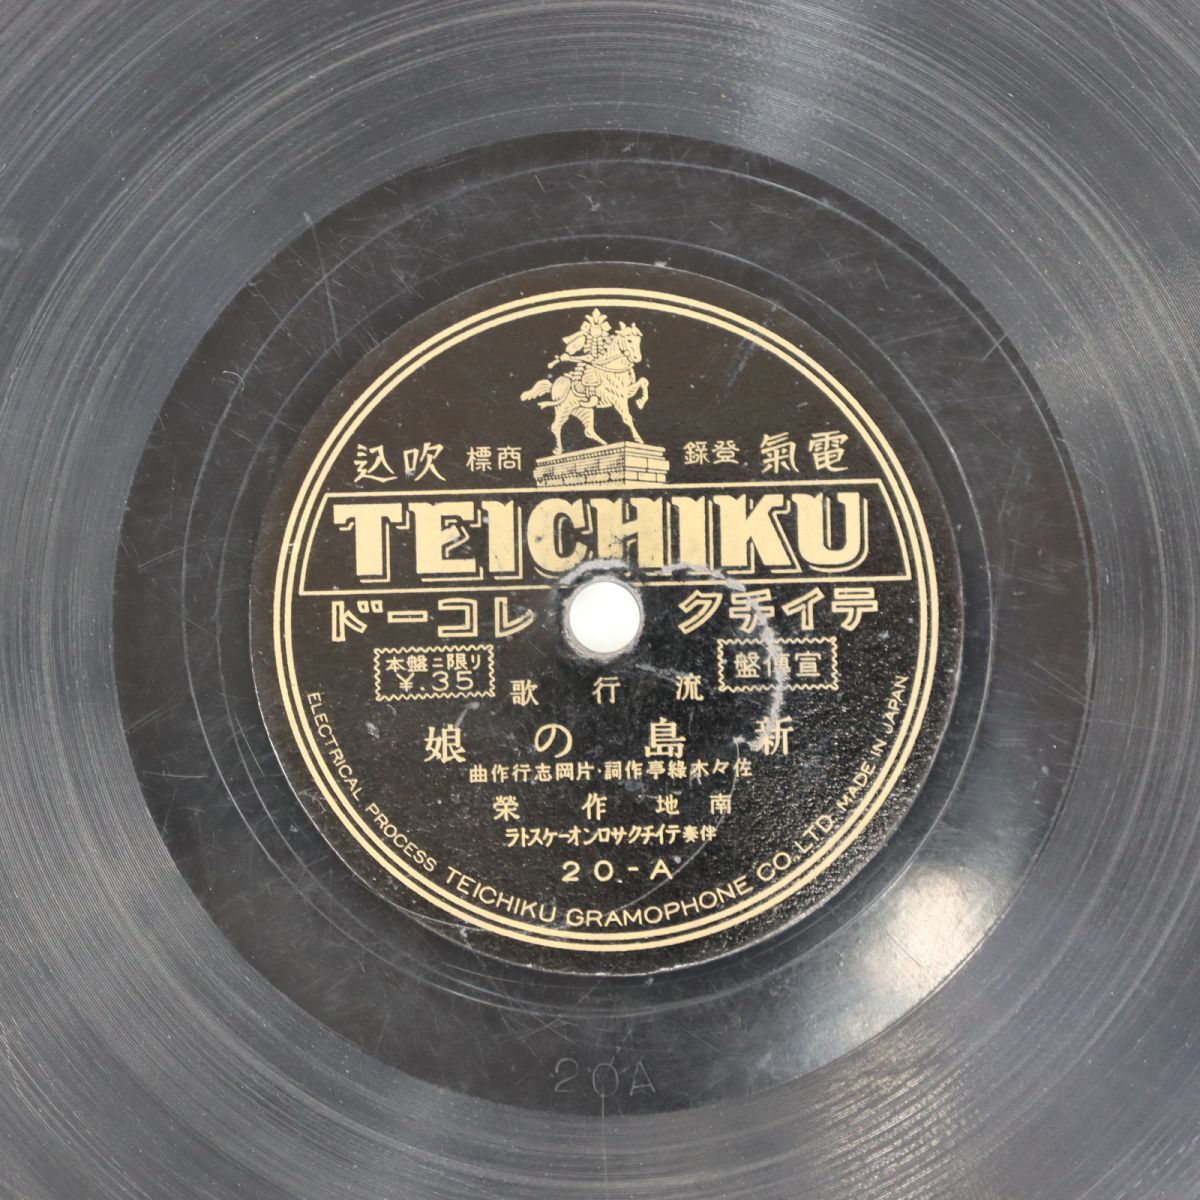 電氣 登錄 商標 吹込
TEICHIKU
テイチク レコード
宣傳盤
本盤ニ限リ
¥.35
流行歌
新島の娘
佐々木綠亭作詞・片岡志行作曲
南地作榮
伴奏テイチクサロンオーケストラ
20-A
ELECTRICAL PROCESS TEICHIKU GRAMOPHONE CO. LTD. MADE IN JAPAN
20A